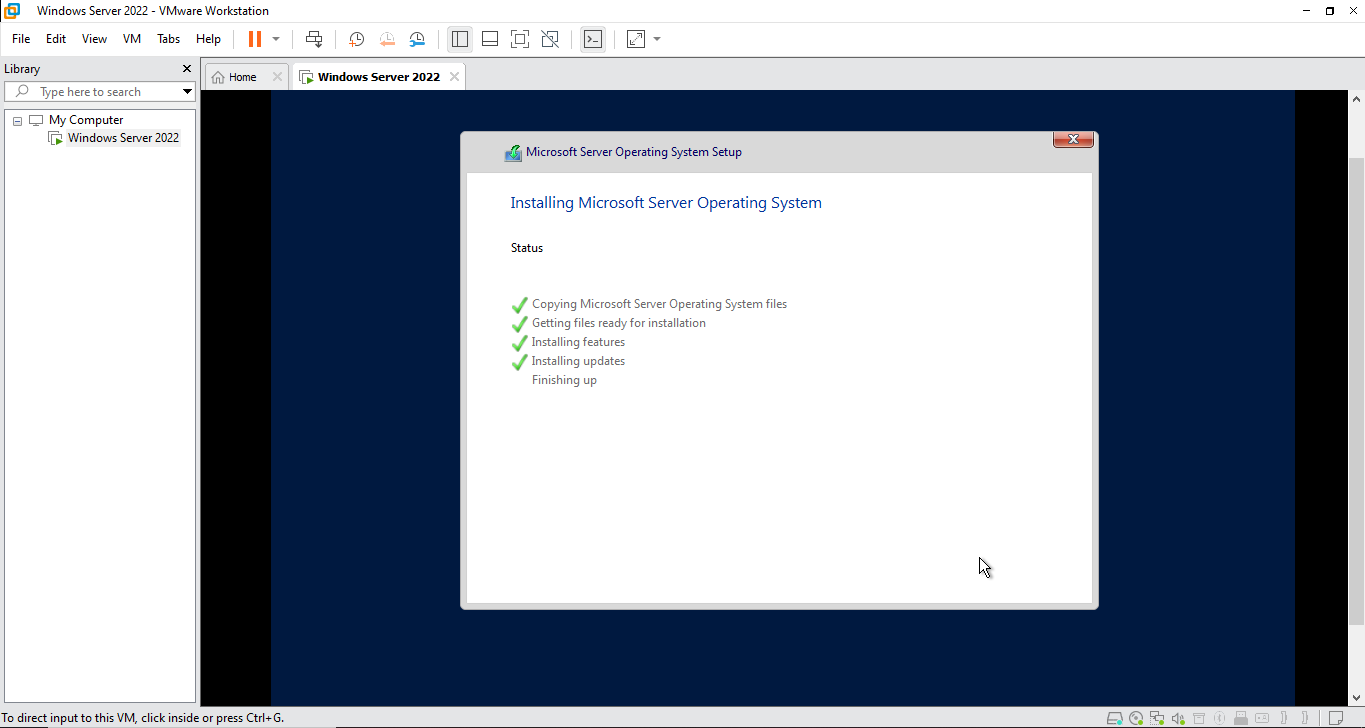 Windows Server 2022 - VMware Workstation
File Edit View VM Tabs Help
Library
Type here to search
My Computer
Windows Server 2022
Home
Windows Server 2022
Microsoft Server Operating System Setup
Installing Microsoft Server Operating System
Status
Copying Microsoft Server Operating System files
Getting files ready for installation
Installing features
Installing updates
Finishing up
To direct input to this VM, click inside or press Ctrl+G.